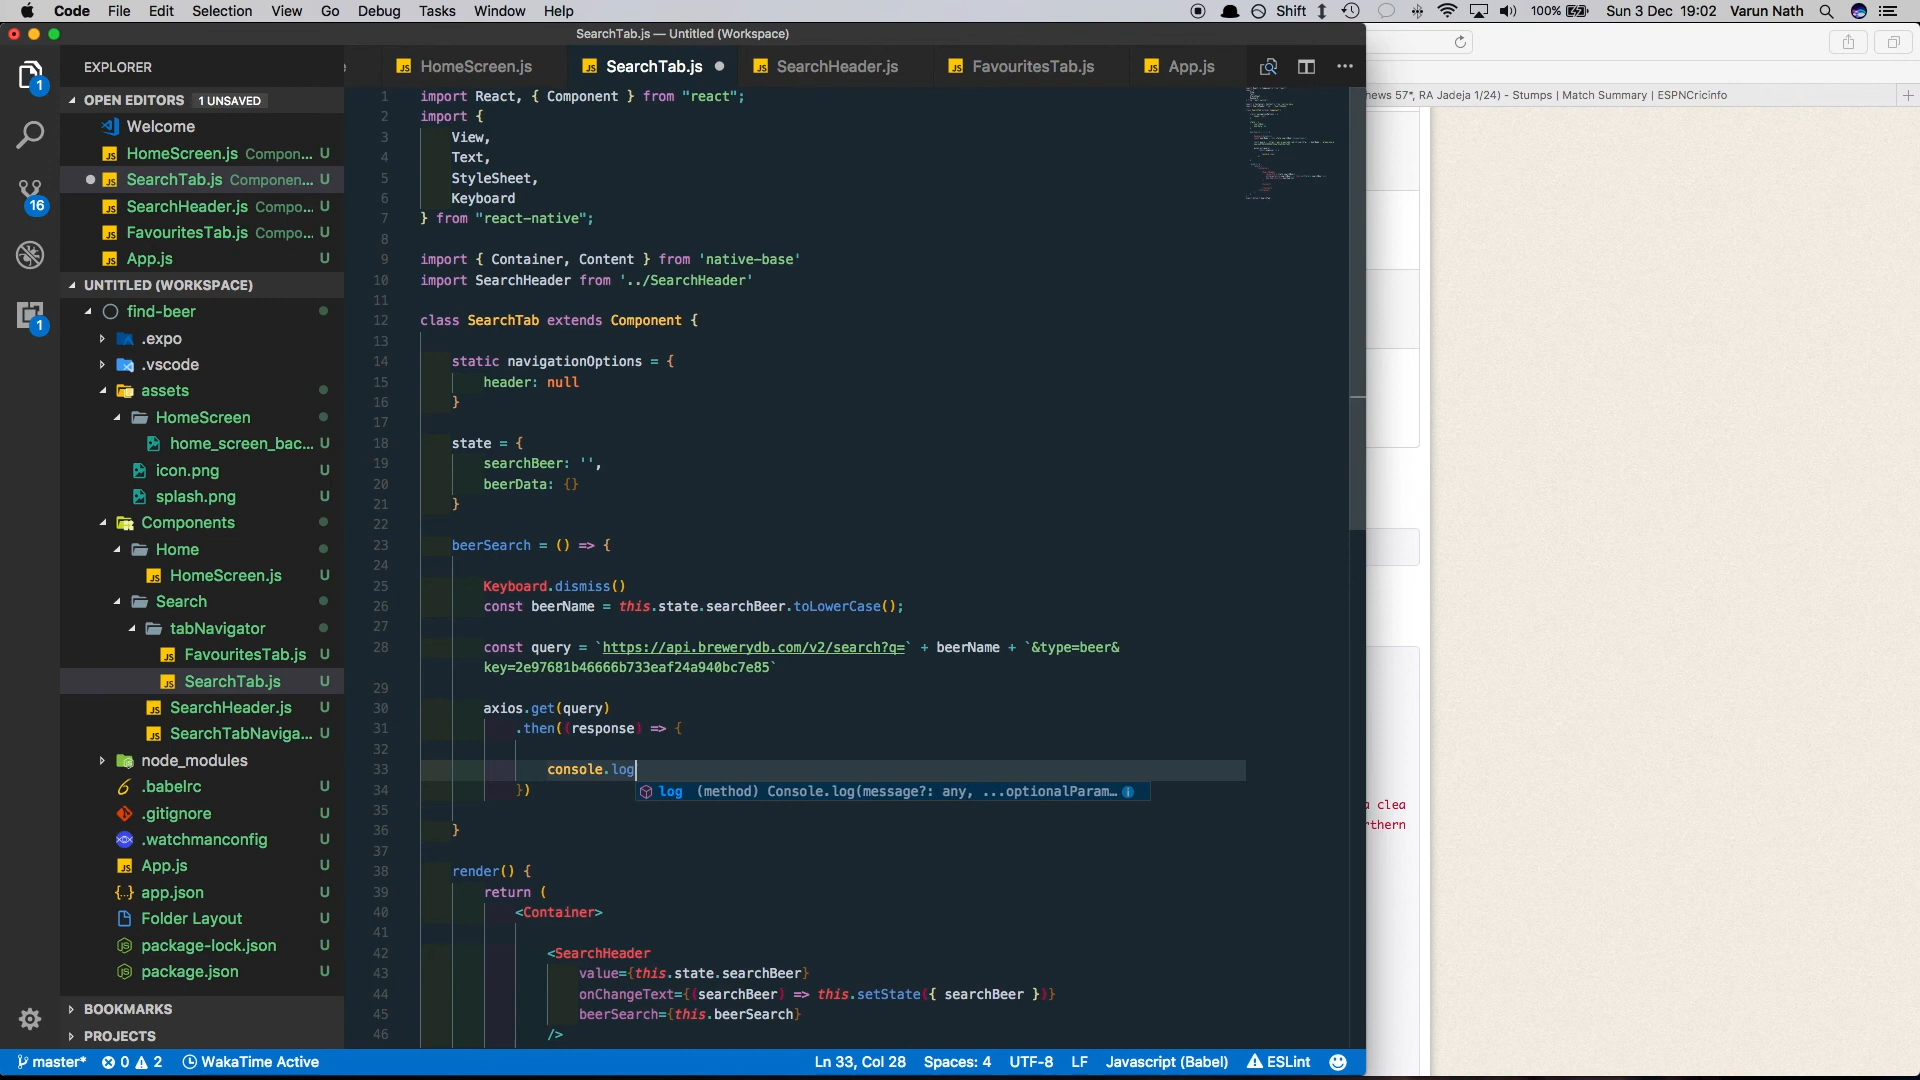 Code File Edit Selection View Go Debug Tasks Window Help
Shift 100% Sun 3 Dec 19:02 Varun Nath
SearchTab.js — Untitled (Workspace)
EXPLORER
OPEN EDITORS 1 UNSAVED
Welcome
HomeScreen.js Compon... U
SearchTab.js Componen... U
SearchHeader.js Compo... U
FavouritesTab.js Compo... U
App.js U
UNTITLED (WORKSPACE)
find-beer
.expo
.vscode
assets
HomeScreen
home_screen_bac... U
icon.png U
splash.png U
Components
Home
HomeScreen.js U
Search
tabNavigator
FavouritesTab.js U
SearchTab.js U
SearchHeader.js U
SearchTabNaviga... U
node_modules
.babelrc U
.gitignore U
.watchmanconfig U
App.js U
app.json U
Folder Layout U
package-lock.json U
package.json U
BOOKMARKS
PROJECTS
1
16
1
HomeScreen.js SearchTab.js SearchHeader.js FavouritesTab.js App.js
1 import React, { Component } from "react";
2 import {
3 View,
4 Text,
5 StyleSheet,
6 Keyboard
7 } from "react-native";
8
9 import { Container, Content } from 'native-base'
10 import SearchHeader from '../SearchHeader'
11
12 class SearchTab extends Component {
13
14 static navigationOptions = {
15 header: null
16 }
17
18 state = {
19 searchBeer: '',
20 beerData: {}
21 }
22
23 beerSearch = () => {
24
25 Keyboard.dismiss()
26 const beerName = this.state.searchBeer.toLowerCase();
27
28 const query = `https://api.brewerydb.com/v2/search?q=` + beerName + `&type=beer&
key=2e97681b46666b733eaf24a940bc7e85`
29
30 axios.get(query)
31 .then((response) => {
32
33 console.log
34 })
log (method) Console.log(message?: any, ...optionalParam...
35
36 }
37
38 render() {
39 return (
40 <Container>
41
42 <SearchHeader
43 value={this.state.searchBeer}
44 onChangeText={(searchBeer) => this.setState({ searchBeer })}
45 beerSearch={this.beerSearch}
46 />
hews 57*, RA Jadeja 1/24) - Stumps | Match Summary | ESPNCricinfo
a clea
rthern
master* 0 2 WakaTime Active Ln 33, Col 28 Spaces: 4 UTF-8 LF Javascript (Babel) ESLint